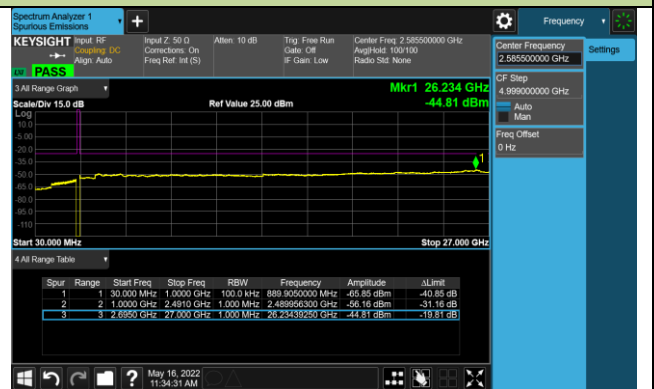 Spectrum Analyzer 1
Spurious Emissions
Frequency
KEYSIGHT
Input: RF
Coupling: DC
Align: Auto
Input Z: 50 Ω
Corrections: On
Freq Ref: Int (S)
Atten: 10 dB
Trig: Free Run
Gate: Off
IF Gain: Low
Center Freq: 2.585500000 GHz
Avg|Hold: 100/100
Radio Std: None
PASS
Center Frequency
2.585500000 GHz
Settings
CF Step
4.999000000 GHz
Auto
Man
Freq Offset
0 Hz
3 All Range Graph
Mkr1 26.234 GHz
Scale/Div 15.0 dB
Ref Value 25.00 dBm
-44.81 dBm
Log
10.0
-5.00
-20.0
-35.0
-50.0
-65.0
-80.0
-95.0
-110
1
Start 30.000 MHz
Stop 27.000 GHz
4 All Range Table
Spur Range Start Freq Stop Freq RBW Frequency Amplitude ΔLimit
1 1 30.000 MHz 1.0000 GHz 100.0 kHz 889.9050000 MHz -65.85 dBm -40.85 dB
2 2 1.0000 GHz 2.4910 GHz 1.000 MHz 2.489956300 GHz -56.16 dBm -31.16 dB
3 3 2.6950 GHz 27.000 GHz 1.000 MHz 26.23439250 GHz -44.81 dBm -19.81 dB
May 16, 2022
11:34:31 AM